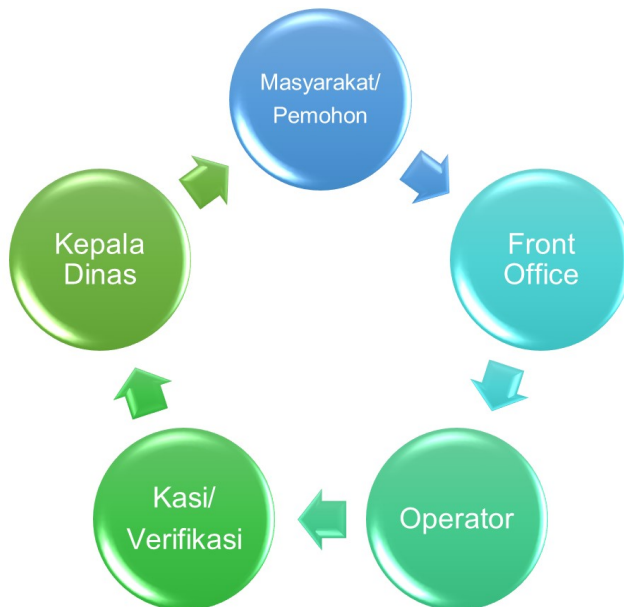 Masyarakat/
Pemohon
Front
Office
Operator
Kasi/
Verifikasi
Kepala
Dinas